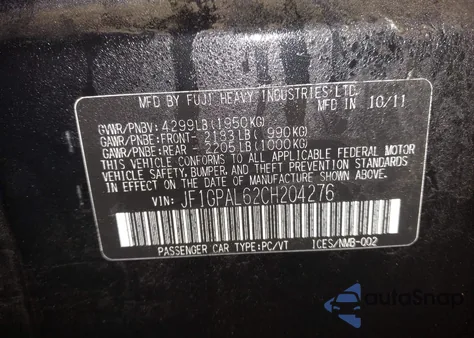 MFD BY FUJI HEAVY INDUSTRIES LTD.
MFD IN 10/11
GVWR/PNBV: 4299LB(1950KG)
GAWR/PNBE:FRONT- 2183LB( 990KG)
GAWR/PNBE:REAR - 2205LB(1000KG)
THIS VEHICLE CONFORMS TO ALL APPLICABLE FEDERAL MOTOR
VEHICLE SAFETY, BUMPER, AND THEFT PREVENTION STANDARDS
IN EFFECT ON THE DATE OF MANUFACTURE SHOWN ABOVE.
VIN: JF1GPAL62CH204276
PASSENGER CAR TYPE:PC/VT ICES/NMB-002
autoSnap